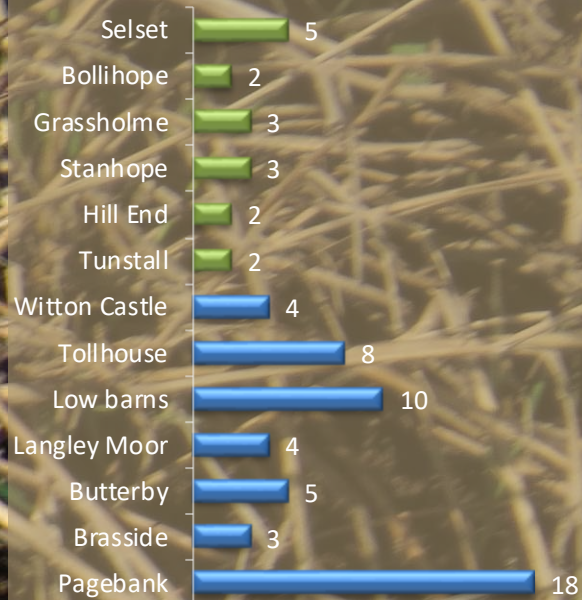 Selset 5
Bollihope 2
Grassholme 3
Stanhope 3
Hill End 2
Tunstall 2
Witton Castle 4
Tollhouse 8
Low barns 10
Langley Moor 4
Butterby 5
Brasside 3
Pagebank 18